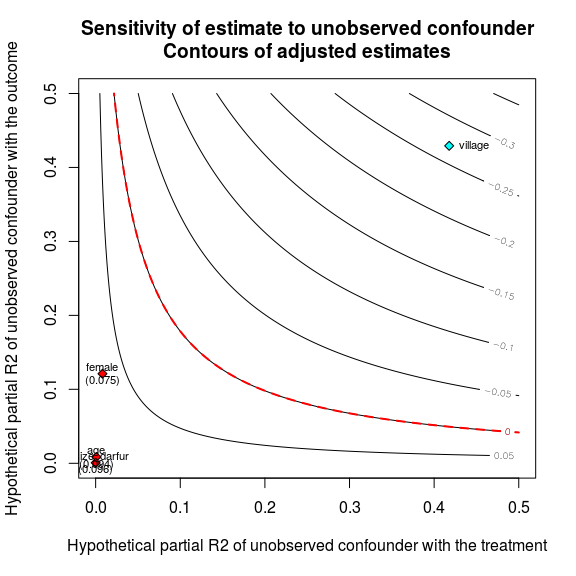 Sensitivity of estimate to unobserved confounder
Contours of adjusted estimates
Hypothetical partial R2 of unobserved confounder with the outcome
0.5
0.4
0.3
0.2
0.1
0.0
village
−0.3
−0.25
−0.2
−0.15
−0.1
−0.05
0
0.05
female
(0.075)
age
darfur
(0.096)
0.0 0.1 0.2 0.3 0.4 0.5
Hypothetical partial R2 of unobserved confounder with the treatment